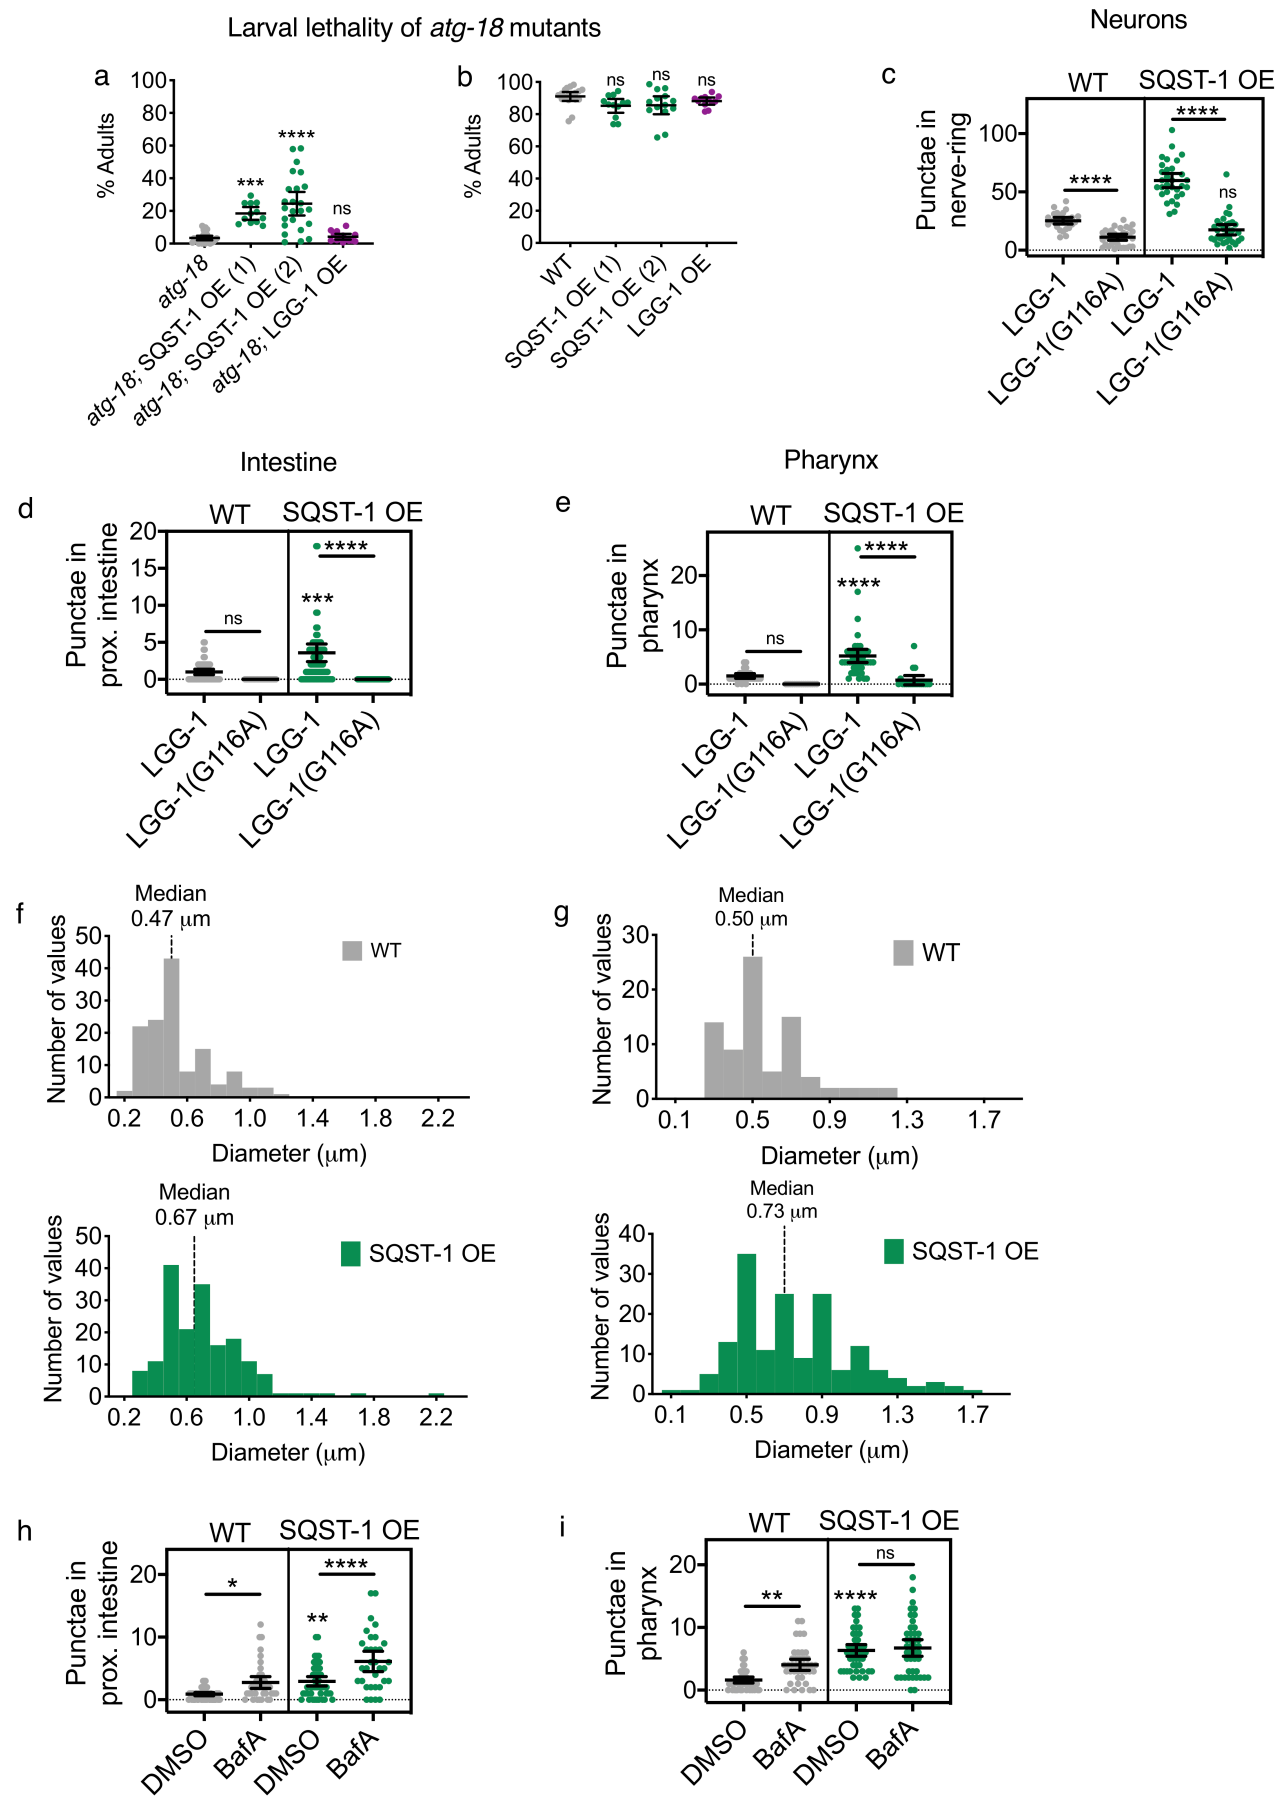 Larval lethality of atg-18 mutants
Neurons
a
% Adults
100
80
60
40
20
0
***
****
ns
atg-18
atg-18; SQST-1 OE (1)
atg-18; SQST-1 OE (2)
atg-18; LGG-1 OE
b
% Adults
100
80
60
40
20
0
ns
ns
ns
WT
SQST-1 OE (1)
SQST-1 OE (2)
LGG-1 OE
c
WT
SQST-1 OE
Punctae in
nerve-ring
100
50
0
****
****
ns
LGG-1
LGG-1(G116A)
LGG-1
LGG-1(G116A)
Intestine
Pharynx
d
WT
SQST-1 OE
Punctae in
prox. intestine
20
15
10
5
0
ns
***
****
LGG-1
LGG-1(G116A)
LGG-1
LGG-1(G116A)
e
WT
SQST-1 OE
Punctae in
pharynx
20
10
0
ns
****
****
LGG-1
LGG-1(G116A)
LGG-1
LGG-1(G116A)
f
Median
0.47 μm
WT
Number of values
50
40
30
20
10
0
0.2 0.6 1.0 1.4 1.8 2.2
Diameter (μm)
Median
0.67 μm
SQST-1 OE
Number of values
50
40
30
20
10
0
0.2 0.6 1.0 1.4 1.8 2.2
Diameter (μm)
g
Median
0.50 μm
WT
Number of values
30
20
10
0
0.1 0.5 0.9 1.3 1.7
Diameter (μm)
Median
0.73 μm
SQST-1 OE
Number of values
40
30
20
10
0
0.1 0.5 0.9 1.3 1.7
Diameter (μm)
h
WT
SQST-1 OE
Punctae in
prox. intestine
20
10
0
*
**
****
DMSO
BafA
DMSO
BafA
i
WT
SQST-1 OE
Punctae in
pharynx
20
10
0
**
****
ns
DMSO
BafA
DMSO
BafA